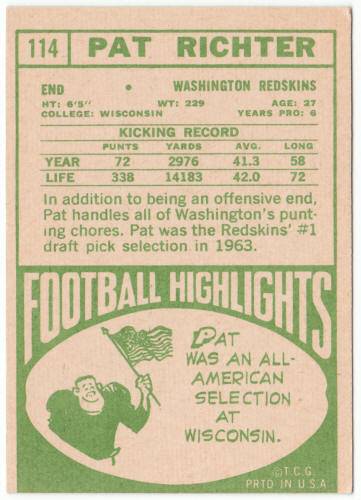 114 PAT RICHTER
END • WASHINGTON REDSKINS
HT: 6'5" WT: 229 AGE: 27
COLLEGE: WISCONSIN YEARS PRO: 6
KICKING RECORD
PUNTS YARDS AVG. LONG
YEAR 72 2976 41.3 58
LIFE 338 14183 42.0 72
In addition to being an offensive end,
Pat handles all of Washington's punt-
ing chores. Pat was the Redskins' #1
draft pick selection in 1963.
FOOTBALL HIGHLIGHTS
PAT
WAS AN ALL-
AMERICAN
SELECTION
AT
WISCONSIN.
©T.C.G.
PRTD IN U.S.A